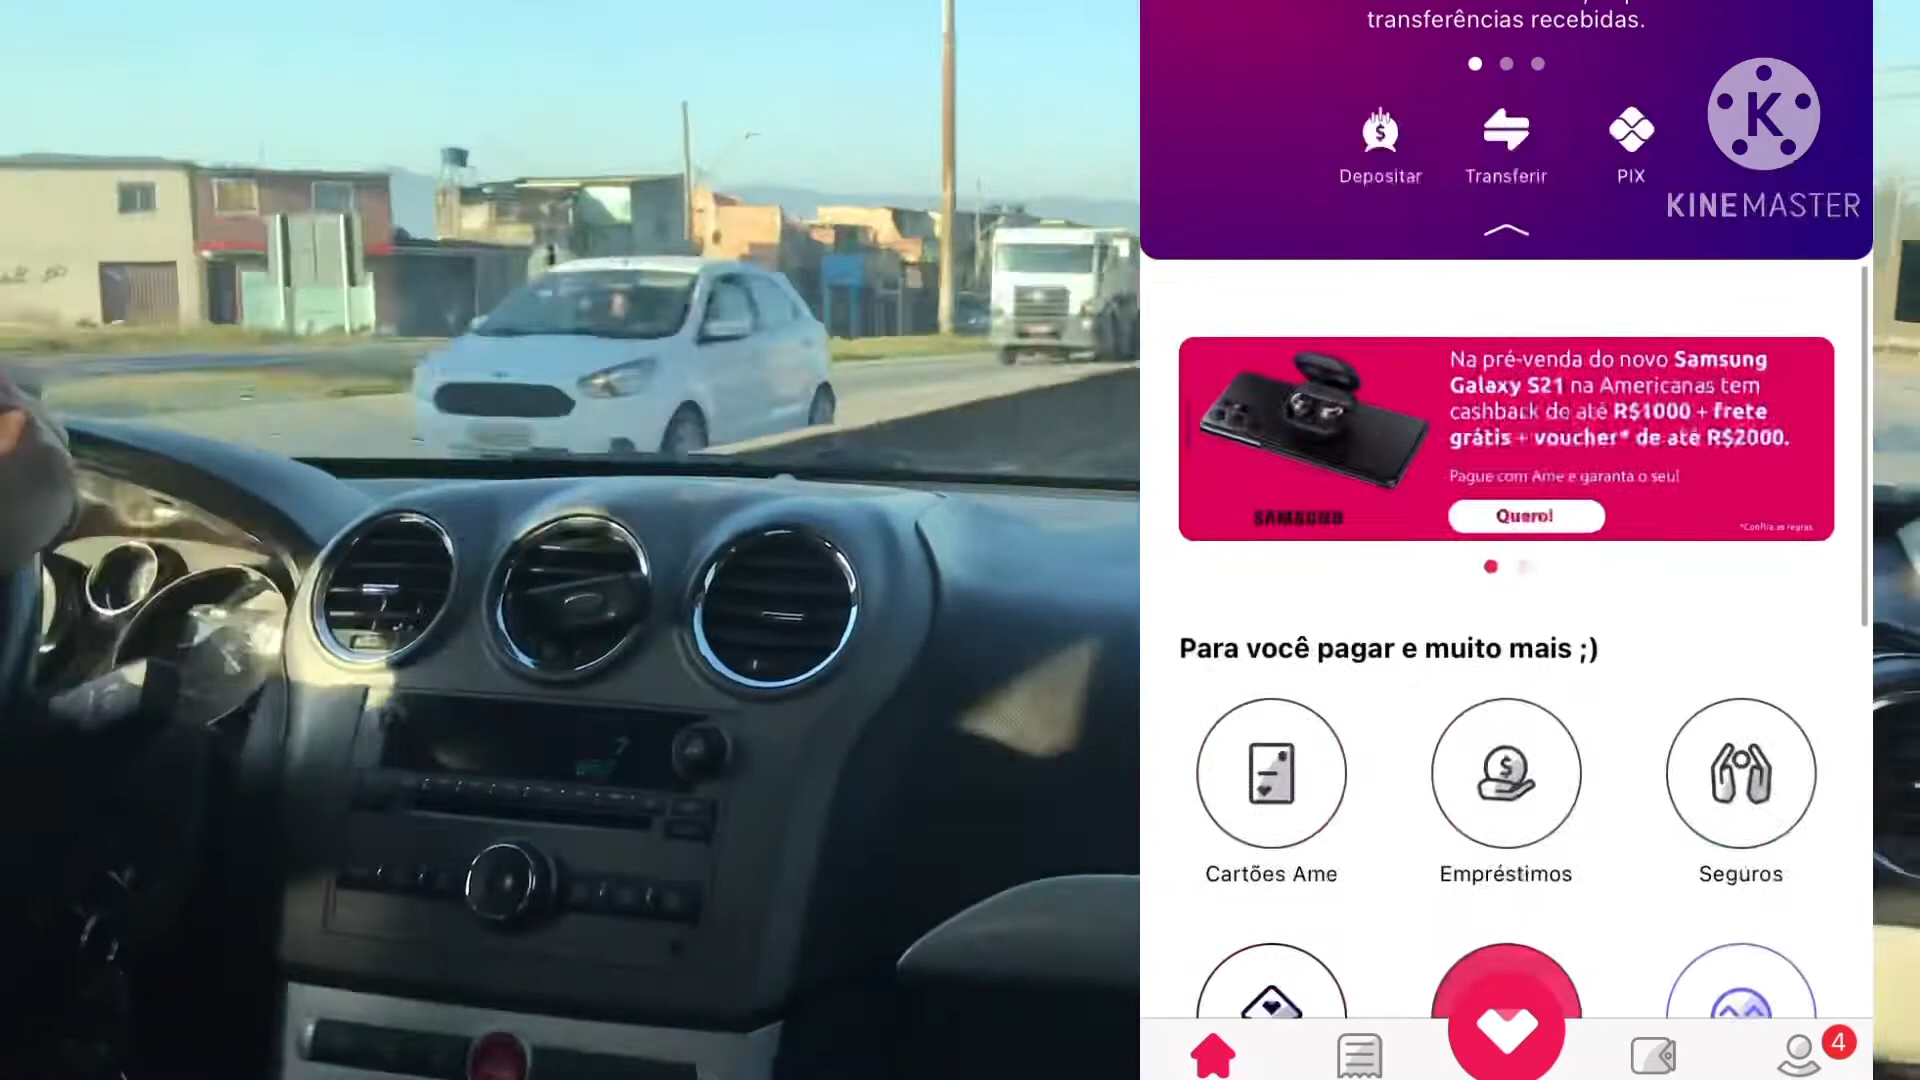 transferências recebidas.
Depositar
Transferir
PIX
KINEMASTER
Na pré-venda do novo Samsung
Galaxy S21 na Americanas tem
cashback de até R$1000 + frete
grátis + voucher* de até R$2000.
Pague com Ame e garanta o seu!
SAMSUNG
Quero!
*Confira as regras
Para você pagar e muito mais ;)
Cartões Ame
Empréstimos
Seguros
4